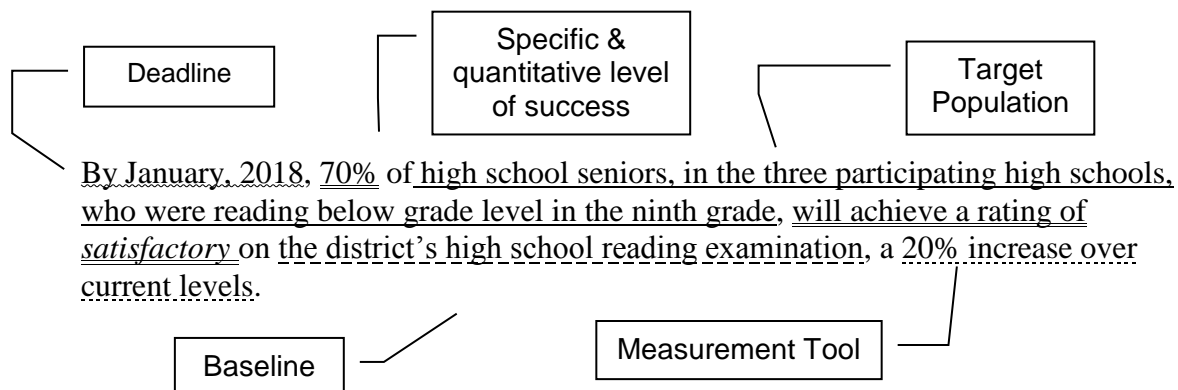 Deadline
Specific &
quantitative level
of success
Target
Population
By January, 2018, 70% of high school seniors, in the three participating high schools,
who were reading below grade level in the ninth grade, will achieve a rating of
satisfactory on the district’s high school reading examination, a 20% increase over
current levels.
Baseline
Measurement Tool